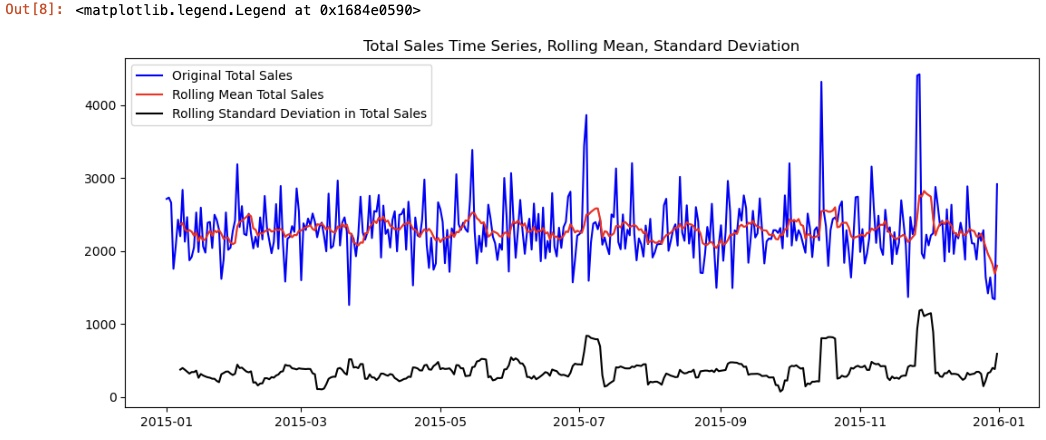 Out[8]: <matplotlib.legend.Legend at 0x1684e0590>
Total Sales Time Series, Rolling Mean, Standard Deviation
Original Total Sales
Rolling Mean Total Sales
Rolling Standard Deviation in Total Sales
4000
3000
2000
1000
0
2015-01 2015-03 2015-05 2015-07 2015-09 2015-11 2016-01